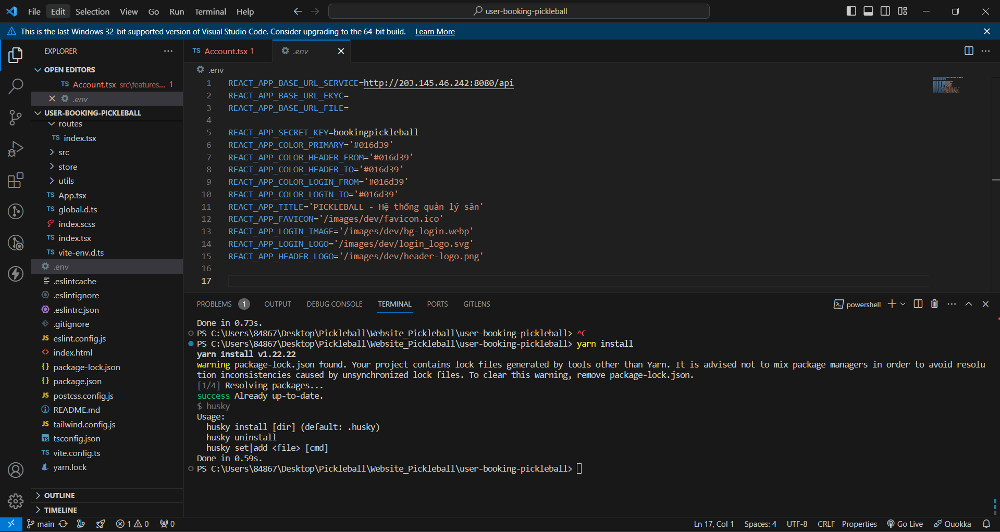 File Edit Selection View Go Run Terminal Help
user-booking-pickleball
This is the last Windows 32-bit supported version of Visual Studio Code. Consider upgrading to the 64-bit build. Learn More
EXPLORER
OPEN EDITORS
TS Account.tsx src\features... 1
.env
USER-BOOKING-PICKLEBALL
routes
TS index.tsx
src
store
utils
TS App.tsx
TS global.d.ts
index.scss
TS index.tsx
TS vite-env.d.ts
.env
.eslintcache
.eslintignore
.eslintrc.json
.gitignore
JS eslint.config.js
<> index.html
{} package-lock.json
{} package.json
JS postcss.config.js
README.md
JS tailwind.config.js
TS tsconfig.json
TS vite.config.ts
yarn.lock
OUTLINE
TIMELINE
TS Account.tsx 1
.env
.env
1 REACT_APP_BASE_URL_SERVICE=http://203.145.46.242:8080/api
2 REACT_APP_BASE_URL_EKYC=
3 REACT_APP_BASE_URL_FILE=
4
5 REACT_APP_SECRET_KEY=bookingpickleball
6 REACT_APP_COLOR_PRIMARY='#016d39'
7 REACT_APP_COLOR_HEADER_FROM='#016d39'
8 REACT_APP_COLOR_HEADER_TO='#016d39'
9 REACT_APP_COLOR_LOGIN_FROM='#016d39'
10 REACT_APP_COLOR_LOGIN_TO='#016d39'
11 REACT_APP_TITLE='PICKLEBALL - Hệ thống quản lý sân'
12 REACT_APP_FAVICON='/images/dev/favicon.ico'
13 REACT_APP_LOGIN_IMAGE='/images/dev/bg-login.webp'
14 REACT_APP_LOGIN_LOGO='/images/dev/login_logo.svg'
15 REACT_APP_HEADER_LOGO='/images/dev/header-logo.png'
16
17
PROBLEMS 1 OUTPUT DEBUG CONSOLE TERMINAL PORTS GITLENS
powershell
Done in 0.73s.
PS C:\Users\84867\Desktop\Pickleball\Website_Pickleball\user-booking-pickleball> ^C
PS C:\Users\84867\Desktop\Pickleball\Website_Pickleball\user-booking-pickleball> yarn install
yarn install v1.22.22
warning package-lock.json found. Your project contains lock files generated by tools other than Yarn. It is advised not to mix package managers in order to avoid resolu
tion inconsistencies caused by unsynchronized lock files. To clear this warning, remove package-lock.json.
[1/4] Resolving packages...
success Already up-to-date.
$ husky
Usage:
husky install [dir] (default: .husky)
husky uninstall
husky set|add <file> [cmd]
Done in 0.59s.
PS C:\Users\84867\Desktop\Pickleball\Website_Pickleball\user-booking-pickleball>
main 1 0 0
Ln 17, Col 1 Spaces: 4 UTF-8 CRLF Properties Go Live Quokka